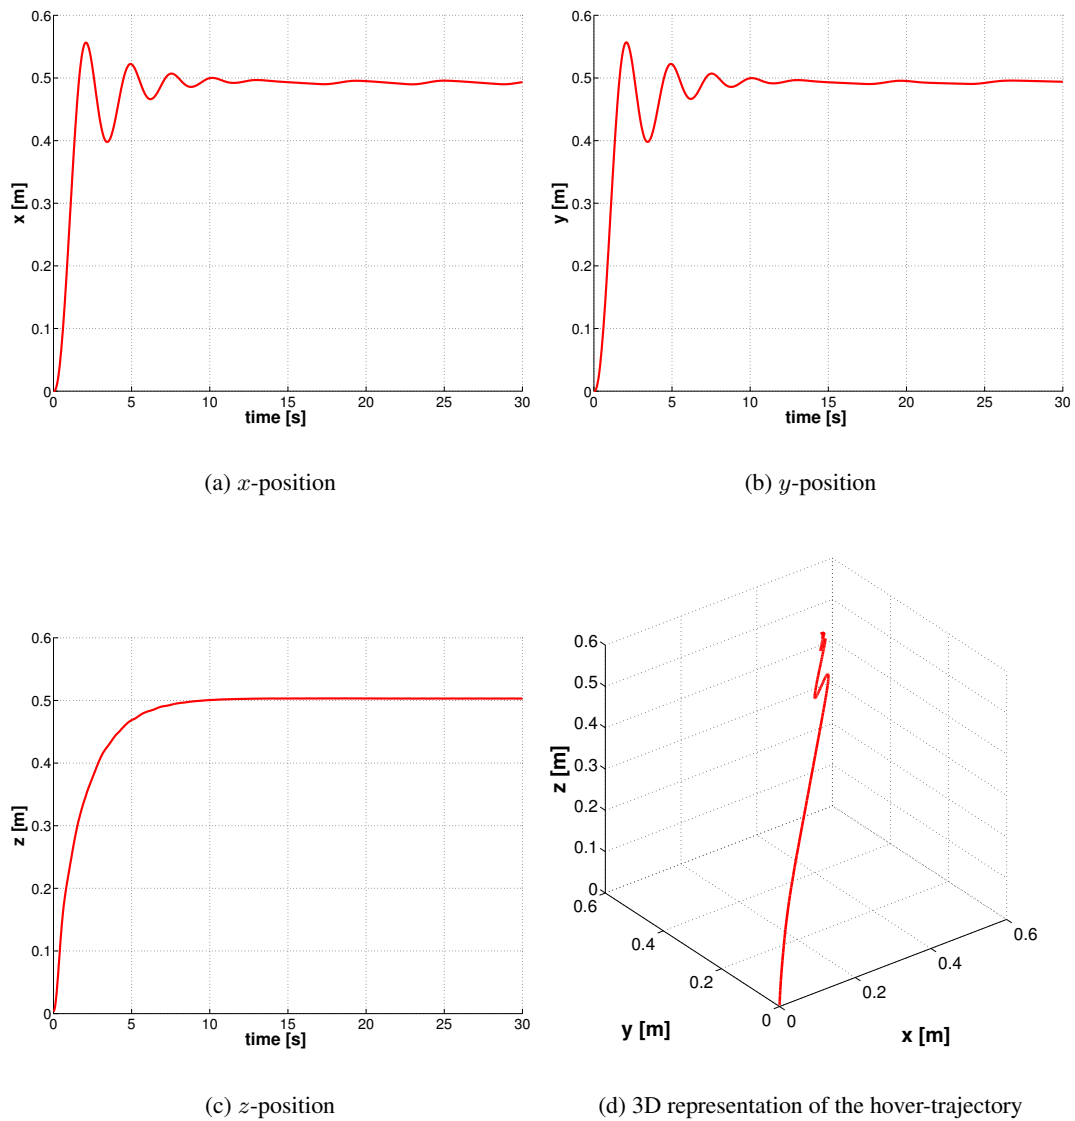 0.6
0.5
0.4
0.3
0.2
0.1
0
x [m]
0 5 10 15 20 25 30
time [s]
(a) x-position
0.6
0.5
0.4
0.3
0.2
0.1
0
y [m]
0 5 10 15 20 25 30
time [s]
(b) y-position
0.6
0.5
0.4
0.3
0.2
0.1
0
z [m]
0 5 10 15 20 25 30
time [s]
(c) z-position
0.6
0.5
0.4
0.3
0.2
0.1
0
z [m]
0.6
0.4
0.2
0
y [m]
0
0.2
0.4
0.6
x [m]
(d) 3D representation of the hover-trajectory